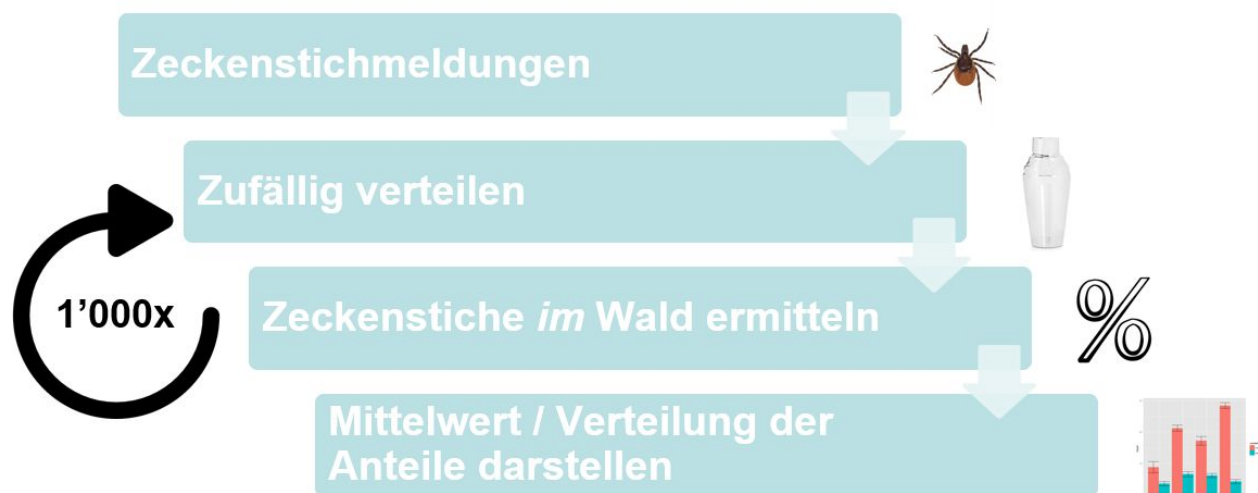 Zeckenstichmeldungen
Zufällig verteilen
1’000x
Zeckenstiche im Wald ermitteln
%
Mittelwert / Verteilung der
Anteile darstellen